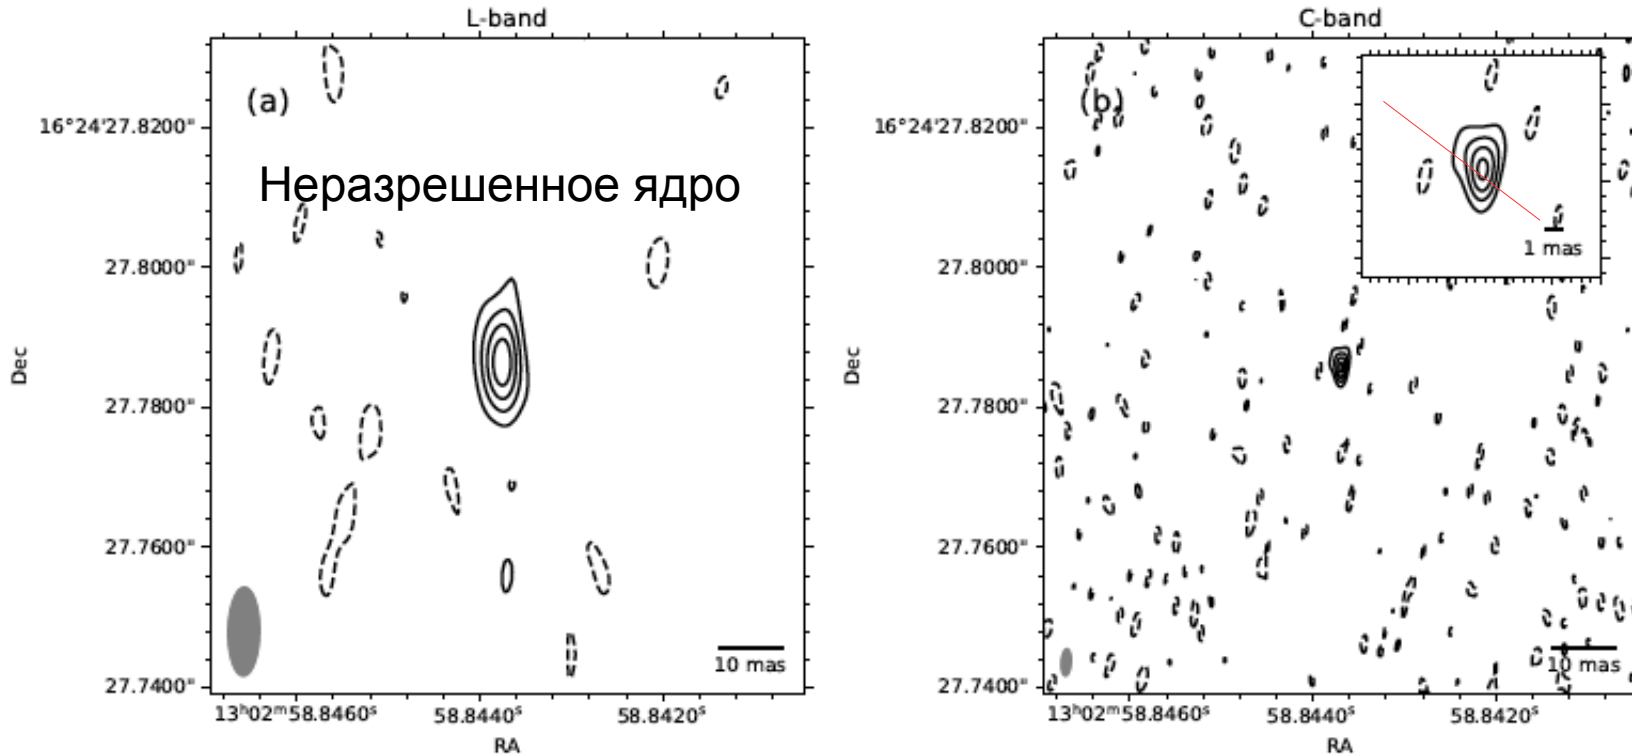 L-band
(a)
Неразрешенное ядро
16°24'27.8200"
27.8000"
27.7800"
27.7600"
27.7400"
Dec
10 mas
13ʰ02ᵐ58.8460ˢ
58.8440ˢ
58.8420ˢ
RA
C-band
(b)
1 mas
16°24'27.8200"
27.8000"
27.7800"
27.7600"
27.7400"
Dec
10 mas
13ʰ02ᵐ58.8460ˢ
58.8440ˢ
58.8420ˢ
RA